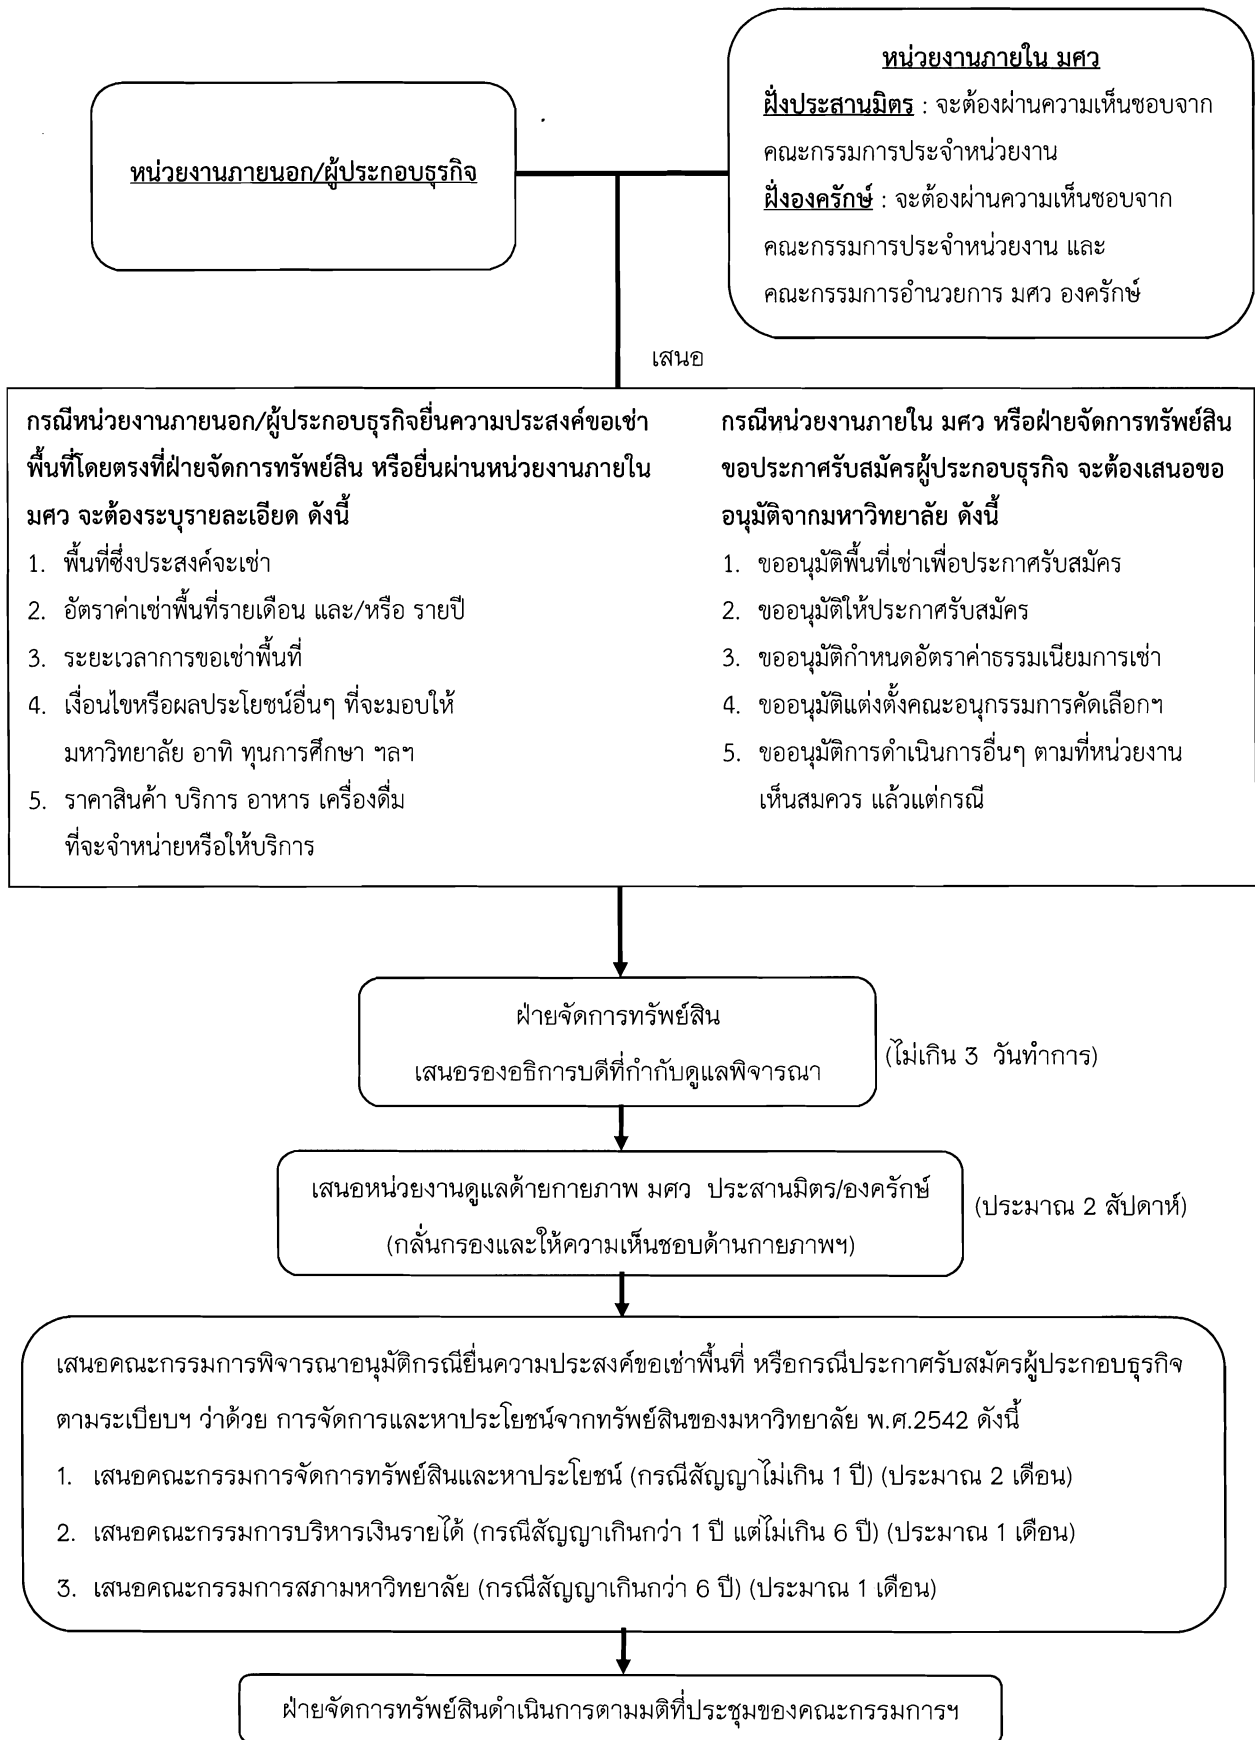 หน่วยงานภายนอก/ผู้ประกอบธุรกิจ
หน่วยงานภายใน มศว
ฝั่งประสานมิตร : จะต้องผ่านความเห็นชอบจาก
คณะกรรมการประจำหน่วยงาน
ฝั่งองครักษ์ : จะต้องผ่านความเห็นชอบจาก
คณะกรรมการประจำหน่วยงาน และ
คณะกรรมการอำนวยการ มศว องครักษ์
เสนอ
กรณีหน่วยงานภายนอก/ผู้ประกอบธุรกิจยื่นความประสงค์ขอเช่า
พื้นที่โดยตรงที่ฝ่ายจัดการทรัพย์สิน หรือยื่นผ่านหน่วยงานภายใน
มศว จะต้องระบุรายละเอียด ดังนี้
1. พื้นที่ซึ่งประสงค์จะเช่า
2. อัตราค่าเช่าพื้นที่รายเดือน และ/หรือ รายปี
3. ระยะเวลาการขอเช่าพื้นที่
4. เงื่อนไขหรือผลประโยชน์อื่นๆ ที่จะมอบให้
มหาวิทยาลัย อาทิ ทุนการศึกษา ฯลฯ
5. ราคาสินค้า บริการ อาหาร เครื่องดื่ม
ที่จะจำหน่ายหรือให้บริการ
กรณีหน่วยงานภายใน มศว หรือฝ่ายจัดการทรัพย์สิน
ขอประกาศรับสมัครผู้ประกอบธุรกิจ จะต้องเสนอขอ
อนุมัติจากมหาวิทยาลัย ดังนี้
1. ขออนุมัติพื้นที่เช่าเพื่อประกาศรับสมัคร
2. ขออนุมัติให้ประกาศรับสมัคร
3. ขออนุมัติกำหนดอัตราค่าธรรมเนียมการเช่า
4. ขออนุมัติแต่งตั้งคณะอนุกรรมการคัดเลือกฯ
5. ขออนุมัติการดำเนินการอื่นๆ ตามที่หน่วยงาน
เห็นสมควร แล้วแต่กรณี
ฝ่ายจัดการทรัพย์สิน
เสนอรองอธิการบดีที่กำกับดูแลพิจารณา
(ไม่เกิน 3 วันทำการ)
เสนอหน่วยงานดูแลด้ายกายภาพ มศว ประสานมิตร/องครักษ์
(กลั่นกรองและให้ความเห็นชอบด้านกายภาพฯ)
(ประมาณ 2 สัปดาห์)
เสนอคณะกรรมการพิจารณาอนุมัติกรณียื่นความประสงค์ขอเช่าพื้นที่ หรือกรณีประกาศรับสมัครผู้ประกอบธุรกิจ
ตามระเบียบฯ ว่าด้วย การจัดการและหาประโยชน์จากทรัพย์สินของมหาวิทยาลัย พ.ศ.2542 ดังนี้
1. เสนอคณะกรรมการจัดการทรัพย์สินและหาประโยชน์ (กรณีสัญญาไม่เกิน 1 ปี) (ประมาณ 2 เดือน)
2. เสนอคณะกรรมการบริหารเงินรายได้ (กรณีสัญญาเกินกว่า 1 ปี แต่ไม่เกิน 6 ปี) (ประมาณ 1 เดือน)
3. เสนอคณะกรรมการสภามหาวิทยาลัย (กรณีสัญญาเกินกว่า 6 ปี) (ประมาณ 1 เดือน)
ฝ่ายจัดการทรัพย์สินดำเนินการตามมติที่ประชุมของคณะกรรมการฯ